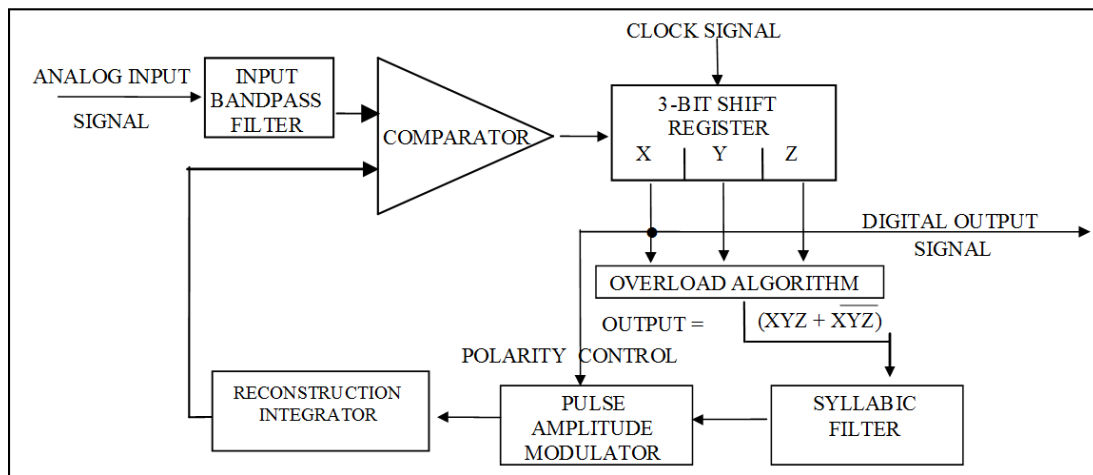 CLOCK SIGNAL
ANALOG INPUT
SIGNAL
INPUT
BANDPASS
FILTER
COMPARATOR
3-BIT SHIFT
REGISTER
X Y Z
DIGITAL OUTPUT
SIGNAL
OVERLOAD ALGORITHM
OUTPUT = (XYZ + X̅Y̅Z̅)
POLARITY CONTROL
RECONSTRUCTION
INTEGRATOR
PULSE
AMPLITUDE
MODULATOR
SYLLABIC
FILTER